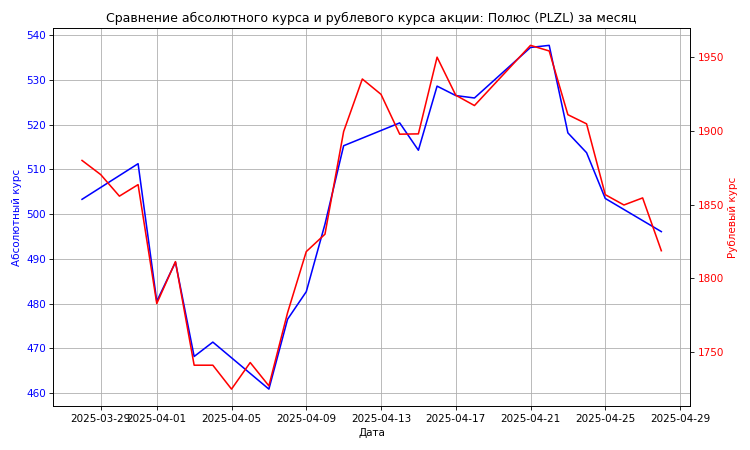 Сравнение абсолютного курса и рублевого курса акции: Полюс (PLZL) за месяц
540
530
520
510
500
490
480
470
460
Абсолютный курс
1950
1900
1850
1800
1750
Рублевый курс
2025-03-29 2025-04-01 2025-04-05 2025-04-09 2025-04-13 2025-04-17 2025-04-21 2025-04-25 2025-04-29
Дата